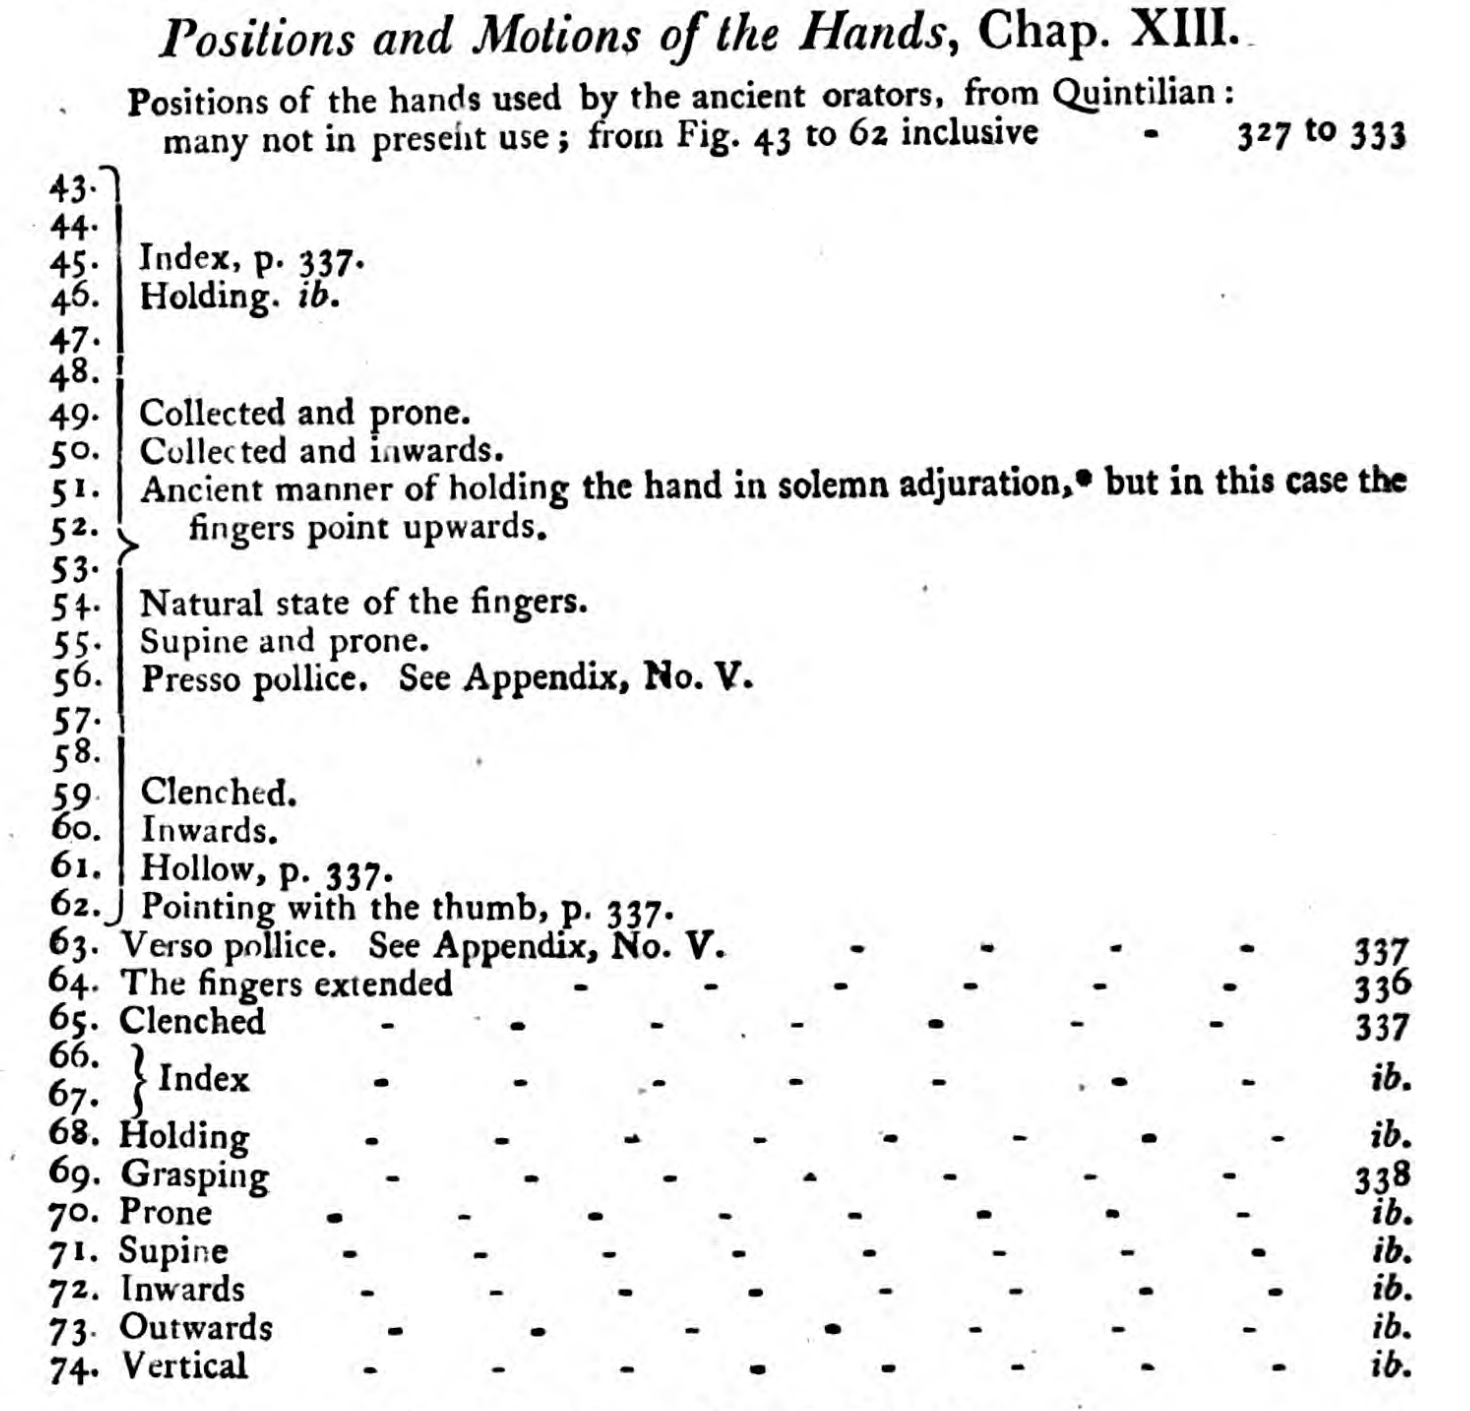 Positions and Motions of the Hands, Chap. XIII.
Positions of the hands used by the ancient orators, from Quintilian:
many not in present use; from Fig. 43 to 62 inclusive - 327 to 333
43.
44.
45. Index, p. 337.
46. Holding. ib.
47.
48.
49. Collected and prone.
50. Collected and inwards.
51. Ancient manner of holding the hand in solemn adjuration,* but in this case the
52. fingers point upwards.
53.
54. Natural state of the fingers.
55. Supine and prone.
56. Presso pollice. See Appendix, No. V.
57.
58.
59. Clenched.
60. Inwards.
61. Hollow, p. 337.
62. Pointing with the thumb, p. 337.
63. Verso pollice. See Appendix, No. V. - - - - 337
64. The fingers extended - - - - - - 336
65. Clenched - - - - - - - 337
66.
67. } Index - - - - - - - ib.
68. Holding - - - - - - - - ib.
69. Grasping - - - - - - - 338
70. Prone - - - - - - - - ib.
71. Supine - - - - - - - - ib.
72. Inwards - - - - - - - - ib.
73. Outwards - - - - - - - ib.
74. Vertical - - - - - - - - ib.